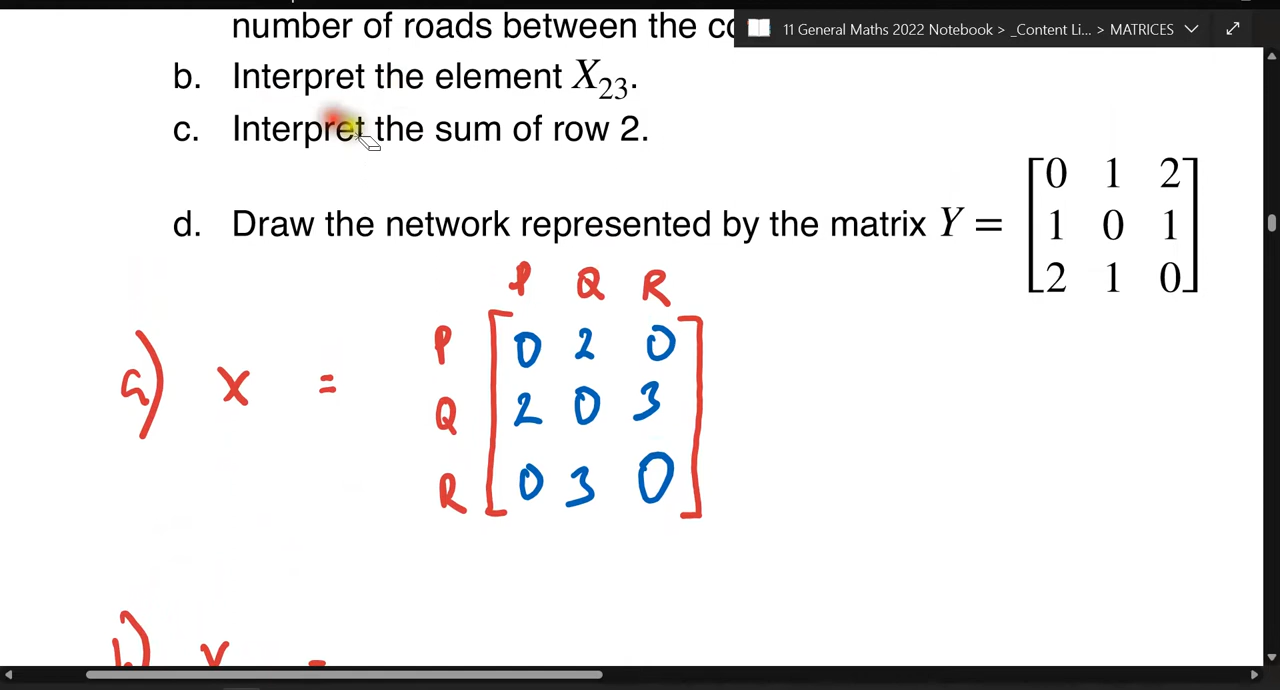 number of roads between the
11 General Maths 2022 Notebook > _Content Li... > MATRICES
b. Interpret the element X₂₃.
c. Interpret the sum of row 2.
d. Draw the network represented by the matrix Y = [0 1 2
1 0 1
2 1 0]
P Q R
P [0 2 0
a) X = Q 2 0 3
R 0 3 0]